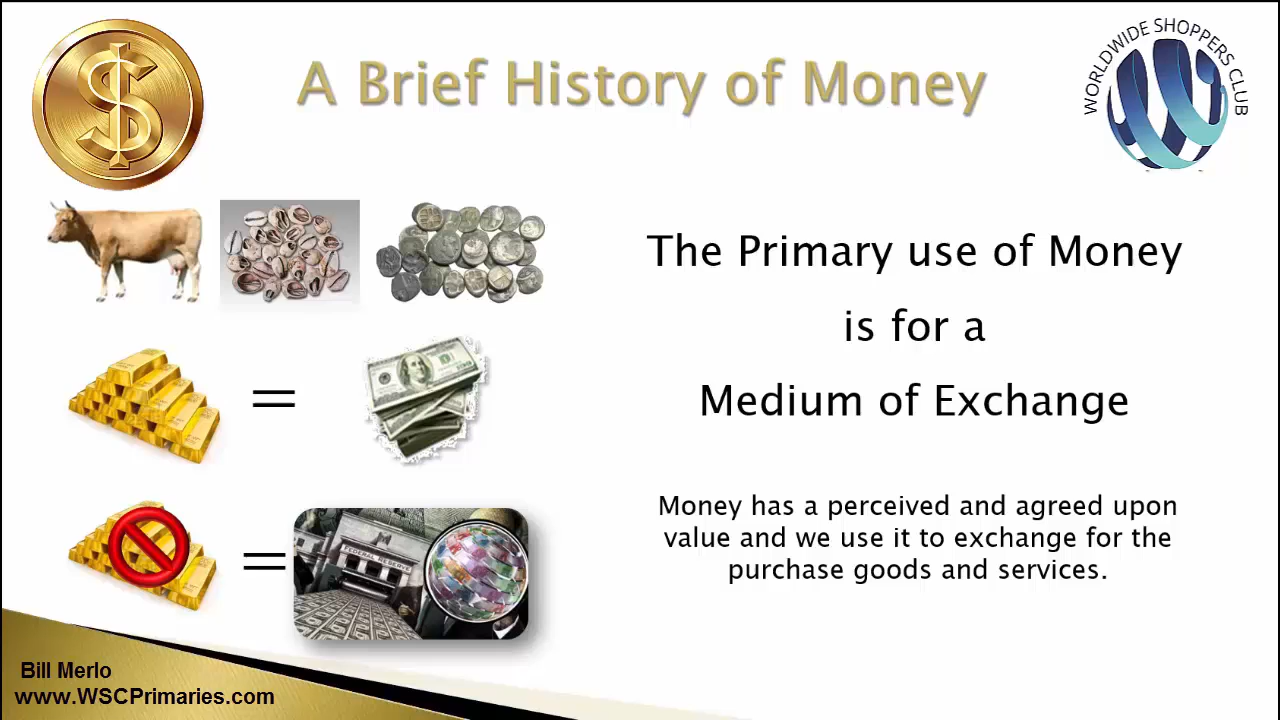 A Brief History of Money
WORLDWIDE SHOPPERS CLUB
The Primary use of Money
is for a
Medium of Exchange
=
Money has a perceived and agreed upon
value and we use it to exchange for the
purchase goods and services.
=
FEDERAL RESERVE
Bill Merlo
www.WSCPrimaries.com